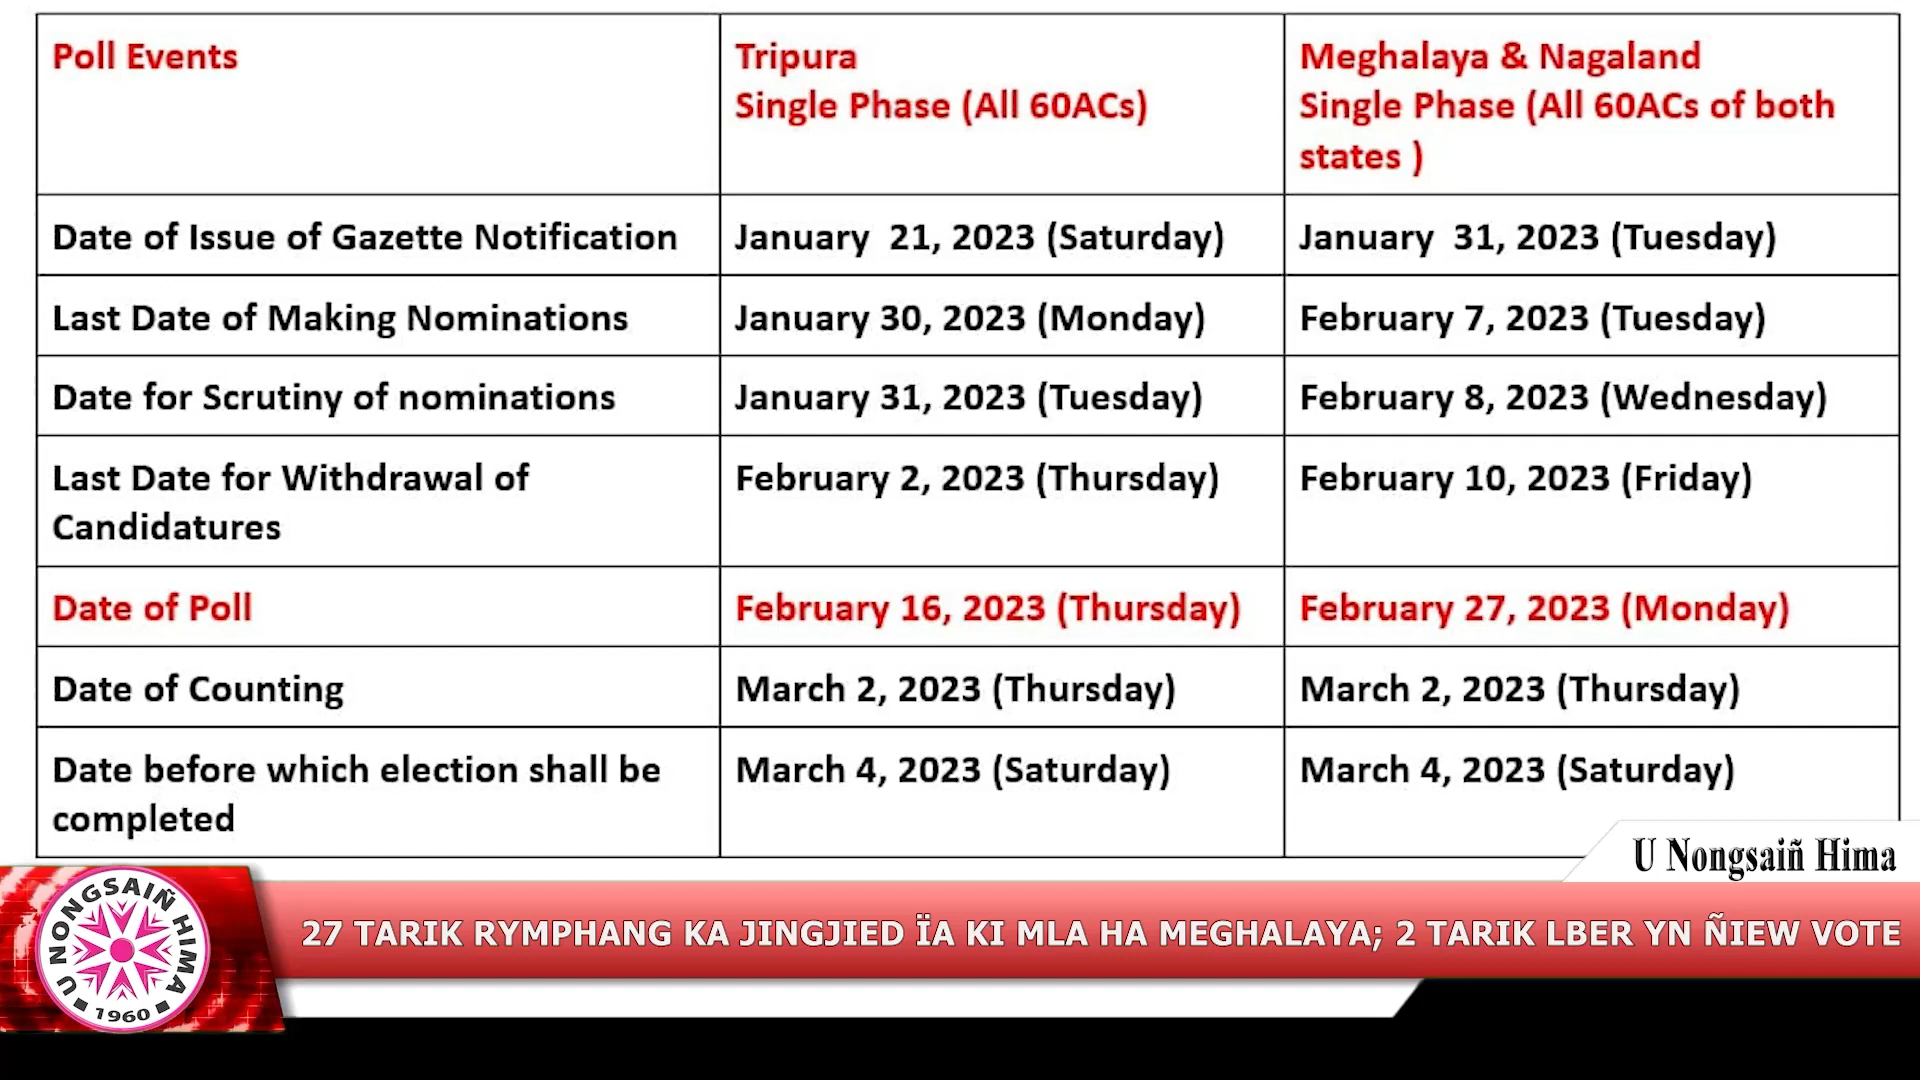 Poll Events
Tripura
Single Phase (All 60ACs)
Meghalaya & Nagaland
Single Phase (All 60ACs of both
states )
Date of Issue of Gazette Notification
January 21, 2023 (Saturday)
January 31, 2023 (Tuesday)
Last Date of Making Nominations
January 30, 2023 (Monday)
February 7, 2023 (Tuesday)
Date for Scrutiny of nominations
January 31, 2023 (Tuesday)
February 8, 2023 (Wednesday)
Last Date for Withdrawal of
Candidatures
February 2, 2023 (Thursday)
February 10, 2023 (Friday)
Date of Poll
February 16, 2023 (Thursday)
February 27, 2023 (Monday)
Date of Counting
March 2, 2023 (Thursday)
March 2, 2023 (Thursday)
Date before which election shall be
completed
March 4, 2023 (Saturday)
March 4, 2023 (Saturday)
U Nongsaiñ Hima
U NONGSAIÑ HIMA
1960
27 TARIK RYMPHANG KA JINGJIED ÏA KI MLA HA MEGHALAYA; 2 TARIK LBER YN ÑIEW VOTE